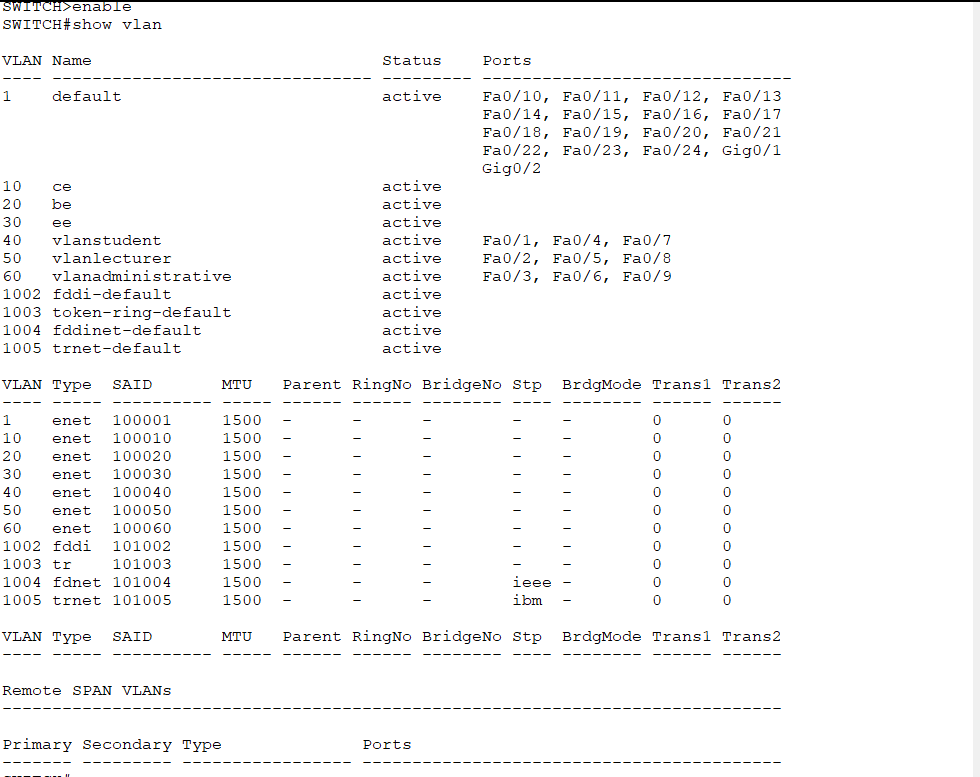 SWITCH>enable
SWITCH#show vlan
VLAN Name                             Status    Ports
---- -------------------------------- --------- -------------------------------
1    default                          active    Fa0/10, Fa0/11, Fa0/12, Fa0/13
                                                Fa0/14, Fa0/15, Fa0/16, Fa0/17
                                                Fa0/18, Fa0/19, Fa0/20, Fa0/21
                                                Fa0/22, Fa0/23, Fa0/24, Gig0/1
                                                Gig0/2
10   ce                               active
20   be                               active
30   ee                               active
40   vlanstudent                      active    Fa0/1, Fa0/4, Fa0/7
50   vlanlecturer                     active    Fa0/2, Fa0/5, Fa0/8
60   vlanadministrative               active    Fa0/3, Fa0/6, Fa0/9
1002 fddi-default                     active
1003 token-ring-default               active
1004 fddinet-default                  active
1005 trnet-default                    active
VLAN Type  SAID       MTU   Parent RingNo BridgeNo Stp  BrdgMode Trans1 Trans2
---- ----- ---------- ----- ------ ------ -------- ---- -------- ------ ------
1    enet  100001     1500  -      -      -        -    -        0      0
10   enet  100010     1500  -      -      -        -    -        0      0
20   enet  100020     1500  -      -      -        -    -        0      0
30   enet  100030     1500  -      -      -        -    -        0      0
40   enet  100040     1500  -      -      -        -    -        0      0
50   enet  100050     1500  -      -      -        -    -        0      0
60   enet  100060     1500  -      -      -        -    -        0      0
1002 fddi  101002     1500  -      -      -        -    -        0      0
1003 tr    101003     1500  -      -      -        -    -        0      0
1004 fdnet 101004     1500  -      -      -        ieee -        0      0
1005 trnet 101005     1500  -      -      -        ibm  -        0      0
VLAN Type  SAID       MTU   Parent RingNo BridgeNo Stp  BrdgMode Trans1 Trans2
---- ----- ---------- ----- ------ ------ -------- ---- -------- ------ ------
Remote SPAN VLANs
------------------------------------------------------------------------------
Primary Secondary Type              Ports
------- --------- ----------------- ------------------------------------------